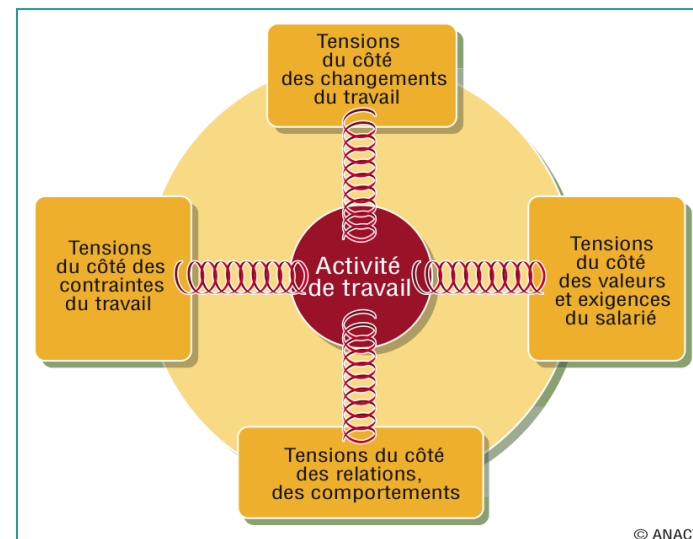 Tensions
du côté
des changements
du travail
Tensions
du côté des
contraintes
du travail
Activité
de travail
Tensions
du côté
des valeurs
et exigences
du salarié
Tensions du côté
des relations,
des comportements
© ANACT